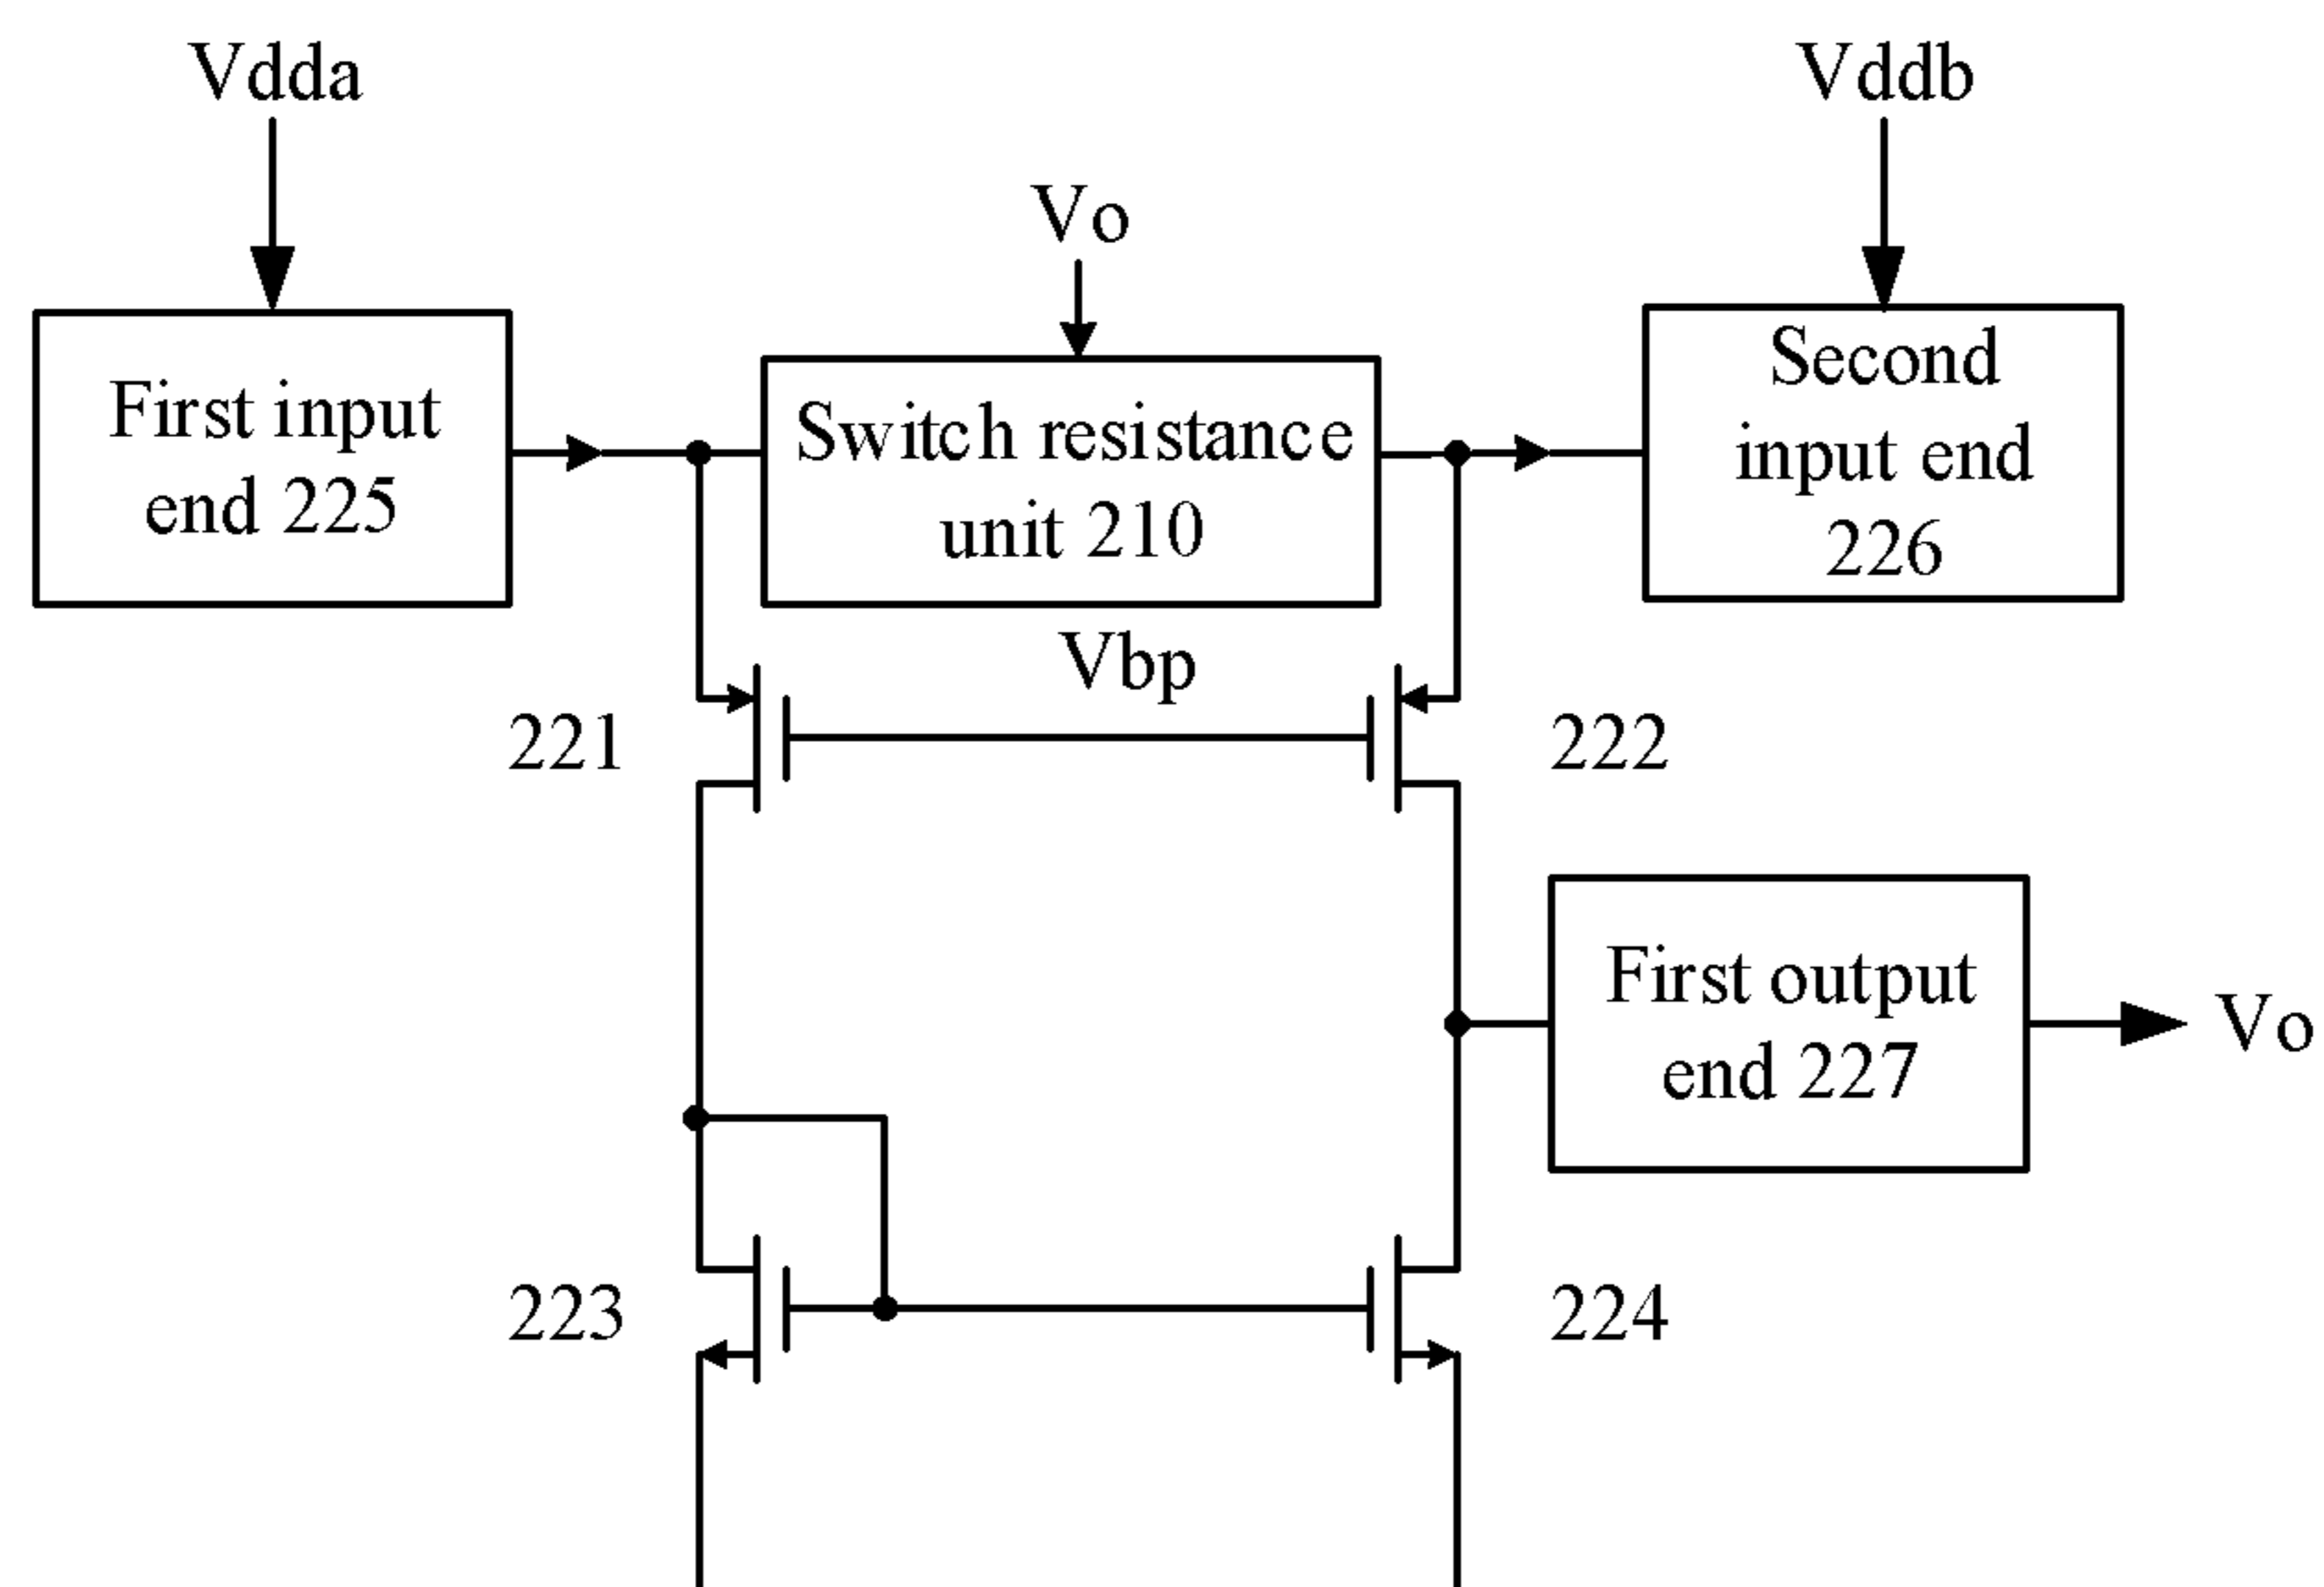 Vdda
Vddb
Vo
First input
end 225
Switch resistance
unit 210
Second
input end
226
Vbp
221
222
First output
end 227
Vo
223
224